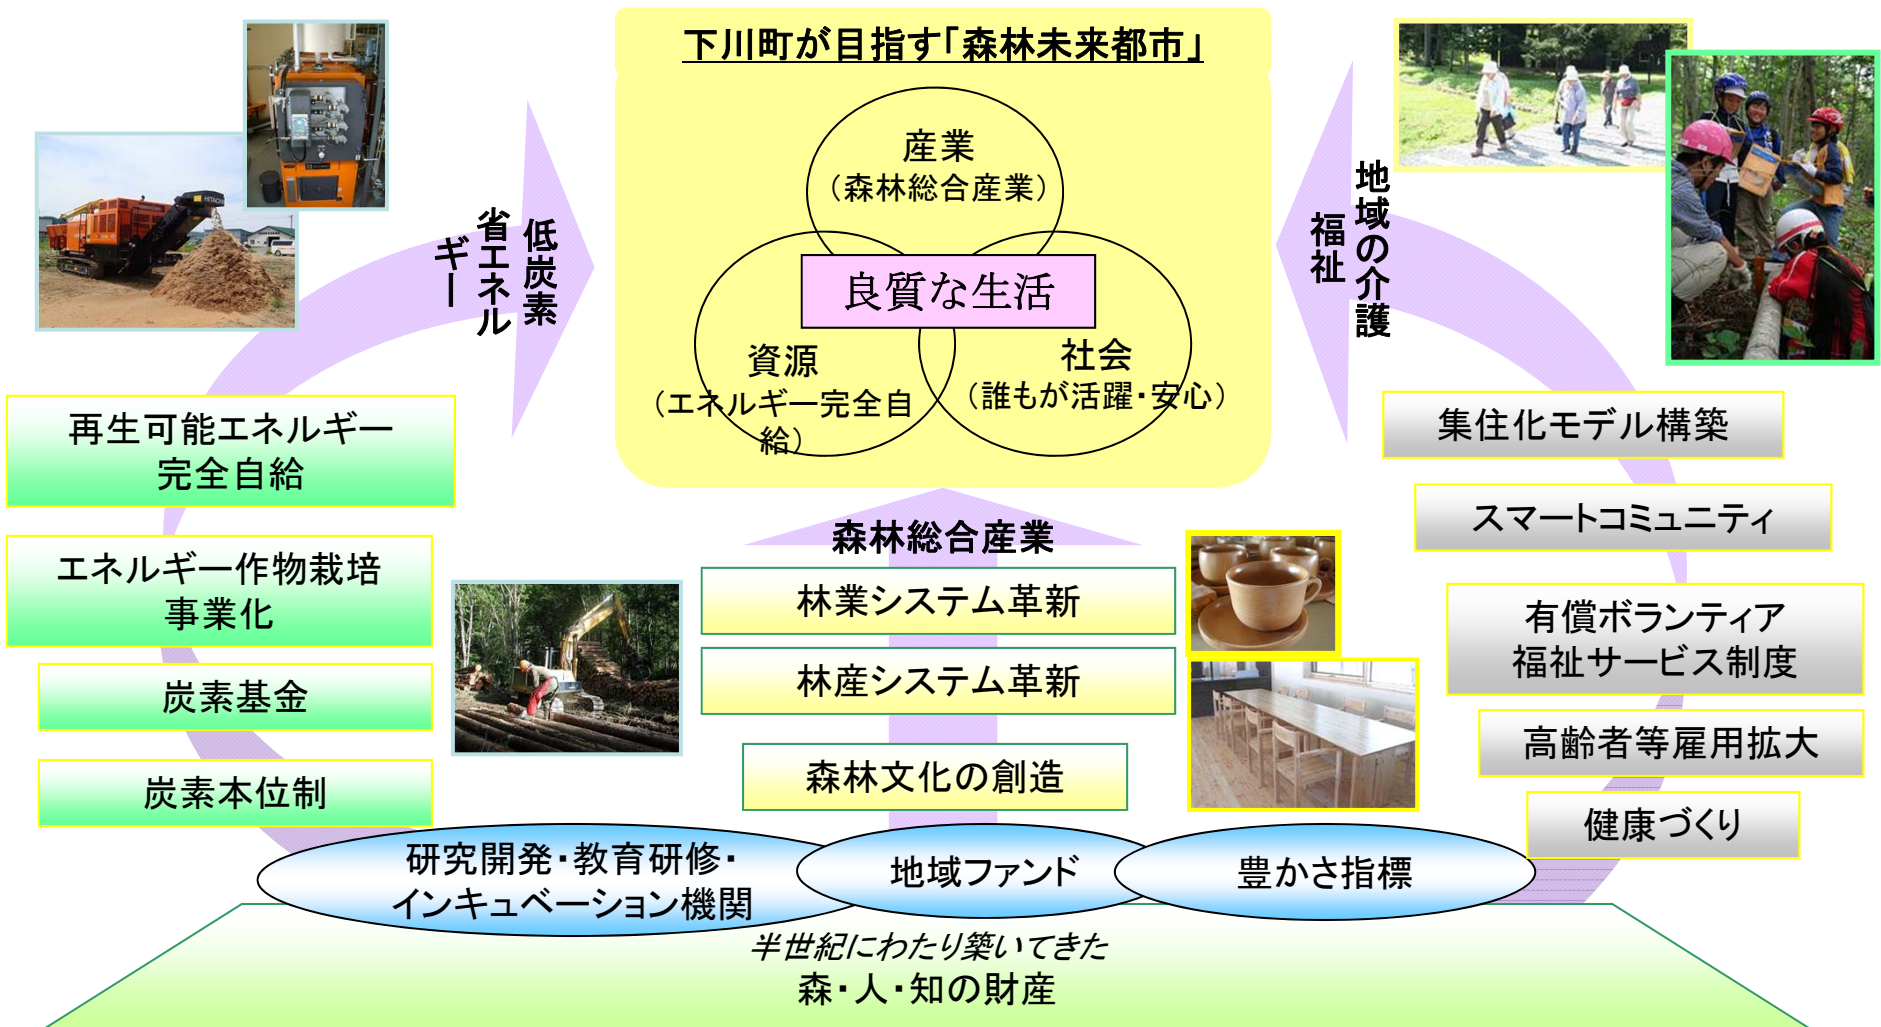 下川町が目指す「森林未来都市」
産業
（森林総合産業）
良質な生活
資源
（エネルギー完全自
給）
社会
（誰もが活躍・安心）
低炭素
省エネル
ギー
地域の介護
福祉
HITACHI
再生可能エネルギー
完全自給
エネルギー作物栽培
事業化
炭素基金
炭素本位制
森林総合産業
林業システム革新
林産システム革新
森林文化の創造
集住化モデル構築
スマートコミュニティ
有償ボランティア
福祉サービス制度
高齢者等雇用拡大
健康づくり
研究開発・教育研修・
インキュベーション機関
地域ファンド
豊かさ指標
半世紀にわたり築いてきた
森・人・知の財産